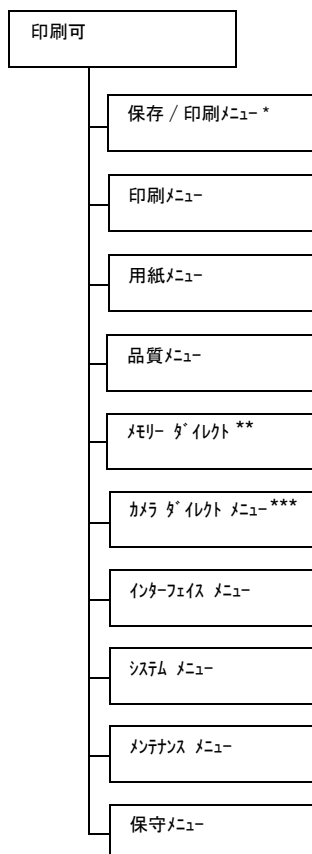 印刷可
保存 / 印刷ﾒﾆｭｰ *
印刷ﾒﾆｭｰ
用紙ﾒﾆｭｰ
品質ﾒﾆｭｰ
ﾒﾓﾘｰ ﾀﾞｲﾚｸﾄ **
ｶﾒﾗ ﾀﾞｲﾚｸﾄ ﾒﾆｭｰ***
ｲﾝﾀｰﾌｪｲｽ ﾒﾆｭｰ
ｼｽﾃﾑ ﾒﾆｭｰ
ﾒﾝﾃﾅﾝｽ ﾒﾆｭｰ
保守ﾒﾆｭｰ